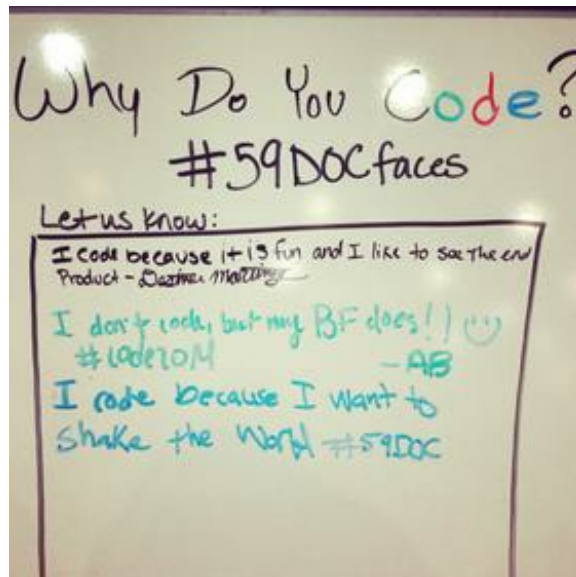 Why Do You Code?
#59DOCfaces
Let us know:
I code because it is fun and I like to see the end
Product -
I don't code, but my BF does!!
#code20M
- AB
I code because I want to
shake the World #59DOC